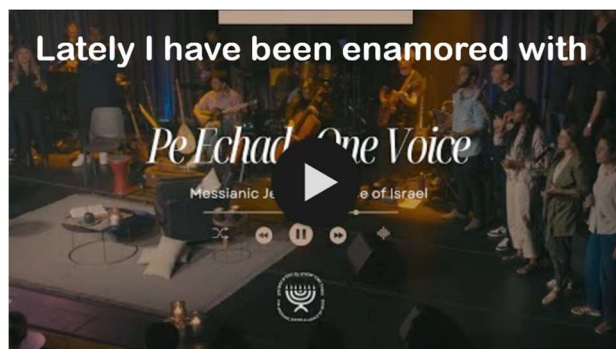 Lately I have been enamored with
Pe Echad One Voice
Messianic Je e of Israel